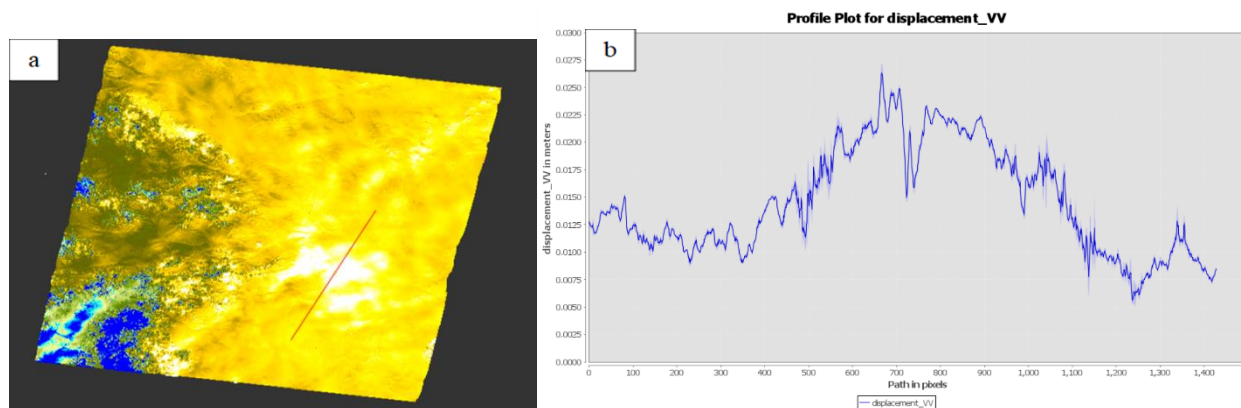 a
b
Profile Plot for displacement_VV
displacement_VV in meters
0.0300
0.0275
0.0250
0.0225
0.0200
0.0175
0.0150
0.0125
0.0100
0.0075
0.0050
0.0025
0.0000
0 100 200 300 400 500 600 700 800 900 1,000 1,100 1,200 1,300 1,400
Path in pixels
displacement_VV